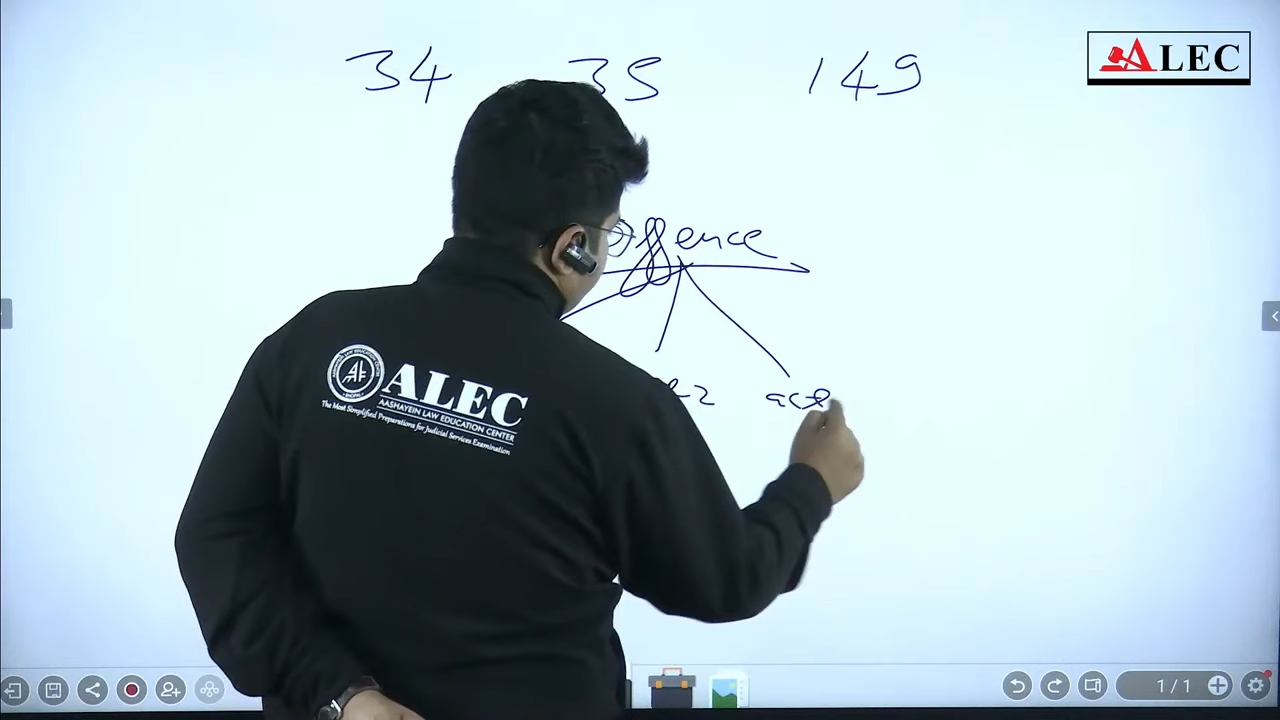 34 35 149
ALEC
Offence
act
ALEC
AASHAYEIN LAW EDUCATION CENTER
The Most Simplified Preparations for Judicial Services Examination
1/1